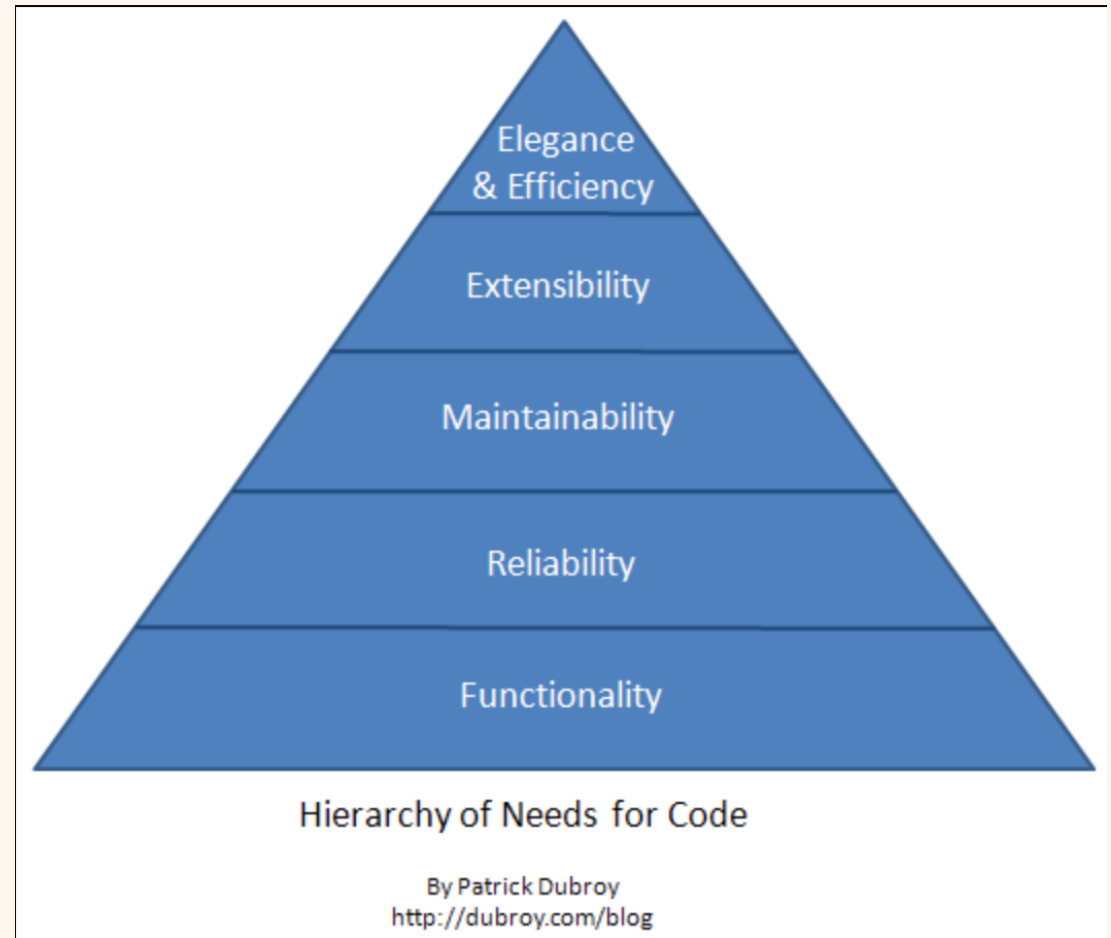 Elegance
& Efficiency
Extensibility
Maintainability
Reliability
Functionality
Hierarchy of Needs for Code
By Patrick Dubroy
http://dubroy.com/blog